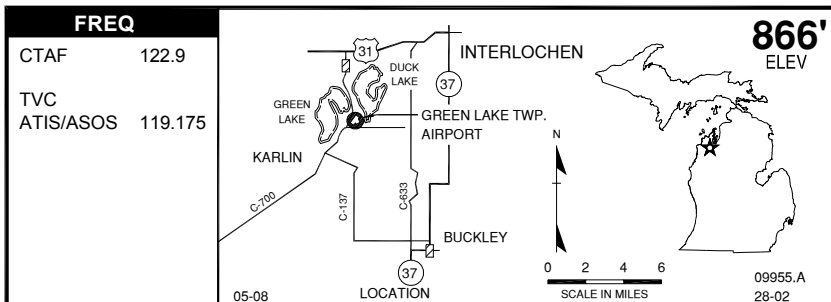 FREQ
CTAF 122.9
TVC
ATIS/ASOS 119.175
31
INTERLOCHEN
DUCK
LAKE
37
GREEN
LAKE
GREEN LAKE TWP.
AIRPORT
KARLIN
C-700
C-137
C-633
BUCKLEY
37
05-08
LOCATION
N
0 2 4 6
SCALE IN MILES
866'
ELEV
09955.A
28-02